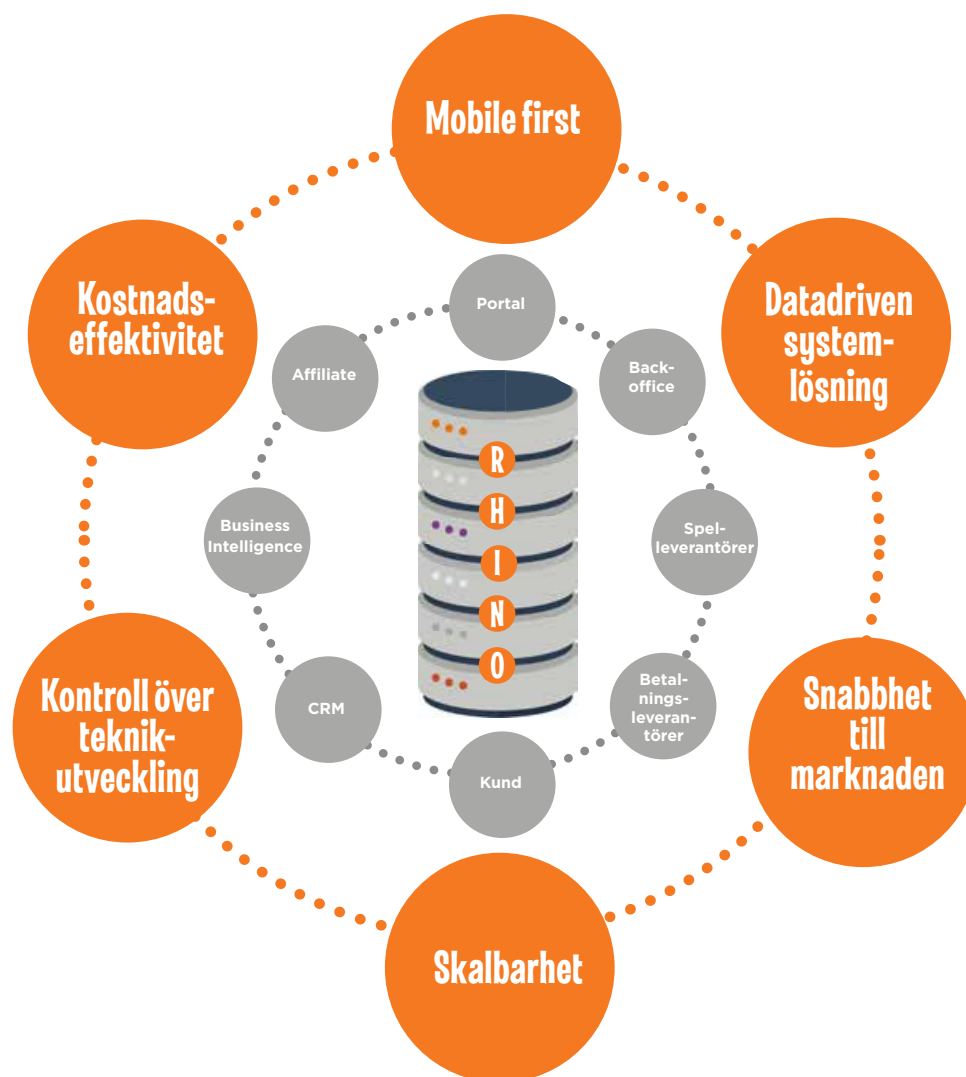 Mobile first
Kostnads-
effektivitet
Datadriven
system-
lösning
Portal
Affiliate
Back-
office
R
H
I
N
O
Business
Intelligence
Spel-
leverantörer
CRM
Betal-
nings-
leveran-
törer
Kund
Kontroll över
teknik-
utveckling
Snabbhet
till
marknaden
Skalbarhet